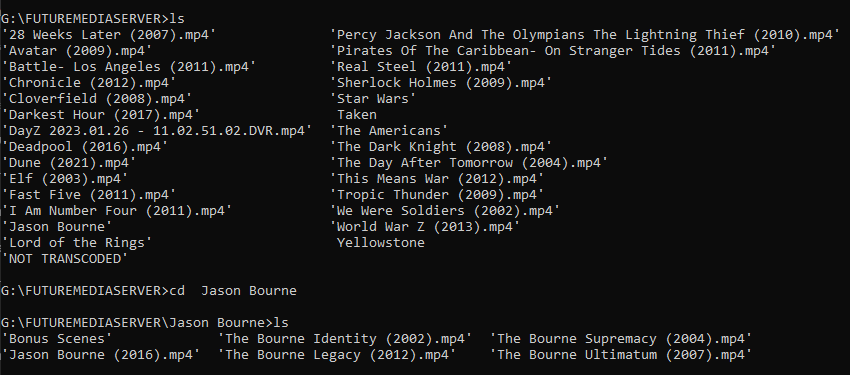 G:\FUTUREMEDIASERVER>ls
'28 Weeks Later (2007).mp4' 'Percy Jackson And The Olympians The Lightning Thief (2010).mp4'
'Avatar (2009).mp4' 'Pirates Of The Caribbean- On Stranger Tides (2011).mp4'
'Battle- Los Angeles (2011).mp4' 'Real Steel (2011).mp4'
'Chronicle (2012).mp4' 'Sherlock Holmes (2009).mp4'
'Cloverfield (2008).mp4' 'Star Wars'
'Darkest Hour (2017).mp4' Taken
'DayZ 2023.01.26 - 11.02.51.02.DVR.mp4' 'The Americans'
'Deadpool (2016).mp4' 'The Dark Knight (2008).mp4'
'Dune (2021).mp4' 'The Day After Tomorrow (2004).mp4'
'Elf (2003).mp4' 'This Means War (2012).mp4'
'Fast Five (2011).mp4' 'Tropic Thunder (2009).mp4'
'I Am Number Four (2011).mp4' 'We Were Soldiers (2002).mp4'
'Jason Bourne' 'World War Z (2013).mp4'
'Lord of the Rings' Yellowstone
'NOT TRANSCODED'
G:\FUTUREMEDIASERVER>cd  Jason Bourne
G:\FUTUREMEDIASERVER\Jason Bourne>ls
'Bonus Scenes' 'The Bourne Identity (2002).mp4' 'The Bourne Supremacy (2004).mp4'
'Jason Bourne (2016).mp4' 'The Bourne Legacy (2012).mp4' 'The Bourne Ultimatum (2007).mp4'